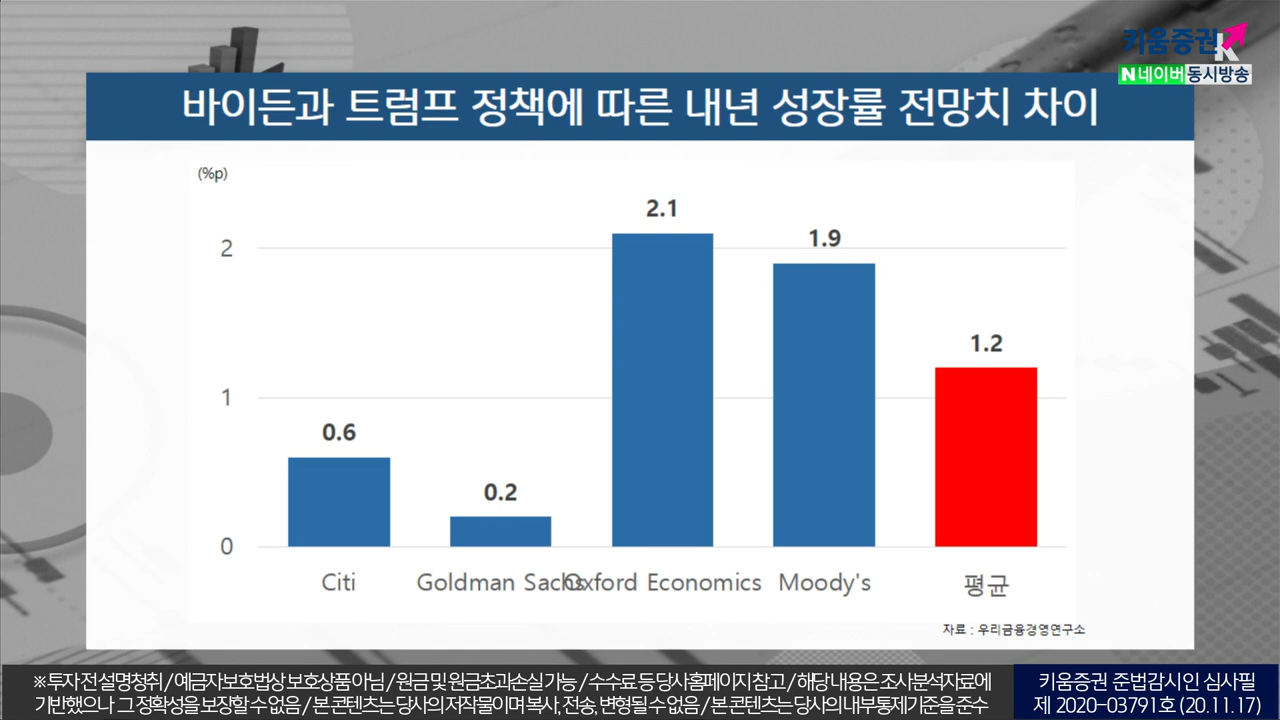 키움증권
N 네이버 동시방송
바이든과 트럼프 정책에 따른 내년 성장률 전망치 차이
(%p)
2.1
1.9
2
1.2
1
0.6
0.2
0
Citi
Goldman Sachs
Oxford Economics
Moody's
평균
자료 : 우리금융경영연구소
※ 투자 전 설명청취 / 예금자보호법상 보호상품 아님 / 원금 및 원금초과손실 가능 / 수수료 등 당사홈페이지 참고 / 해당 내용은 조사분석자료에
기반했으나 그 정확성을 보장할 수 없음 / 본 콘텐츠는 당사의 저작물이며 복사, 전송, 변형될 수 없음 / 본 콘텐츠는 당사의 내부통제기준을 준수
키움증권 준법감시인 심사필
제 2020-03791호 (20.11.17)